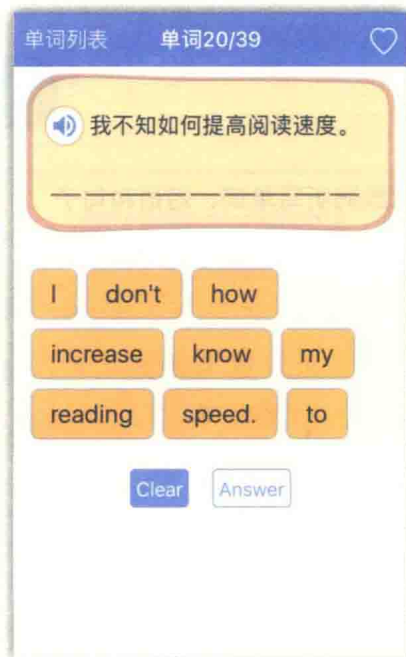 单词列表 单词20/39
我不知如何提高阅读速度。
I don't how
increase know my
reading speed. to
Clear Answer